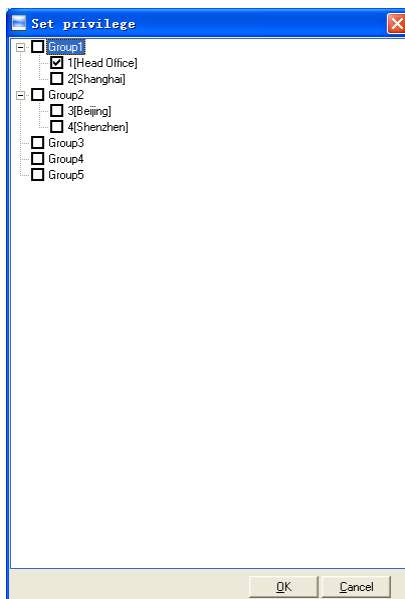 Set privilege
Group1
1[Head Office]
2[Shanghai]
Group2
3[Beijing]
4[Shenzhen]
Group3
Group4
Group5
OK Cancel